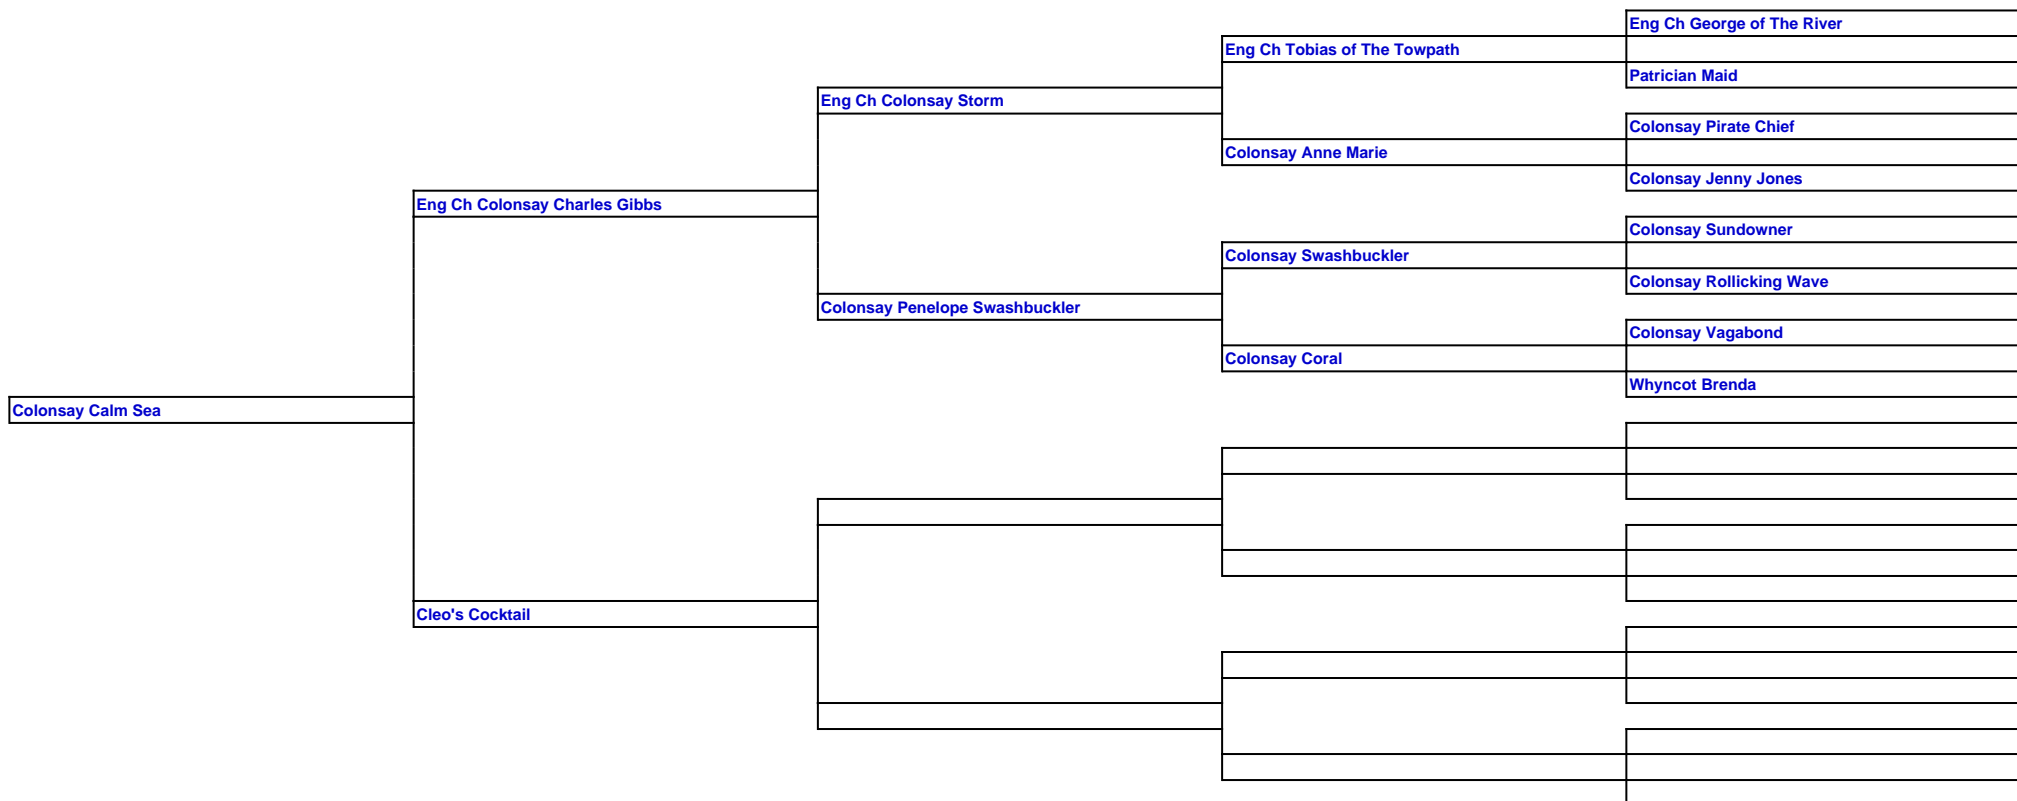 Eng Ch George of The River
Eng Ch Tobias of The Towpath
Patrician Maid
Eng Ch Colonsay Storm
Colonsay Pirate Chief
Colonsay Anne Marie
Colonsay Jenny Jones
Eng Ch Colonsay Charles Gibbs
Colonsay Sundowner
Colonsay Swashbuckler
Colonsay Rollicking Wave
Colonsay Penelope Swashbuckler
Colonsay Vagabond
Colonsay Coral
Whyncot Brenda
Colonsay Calm Sea
Cleo's Cocktail